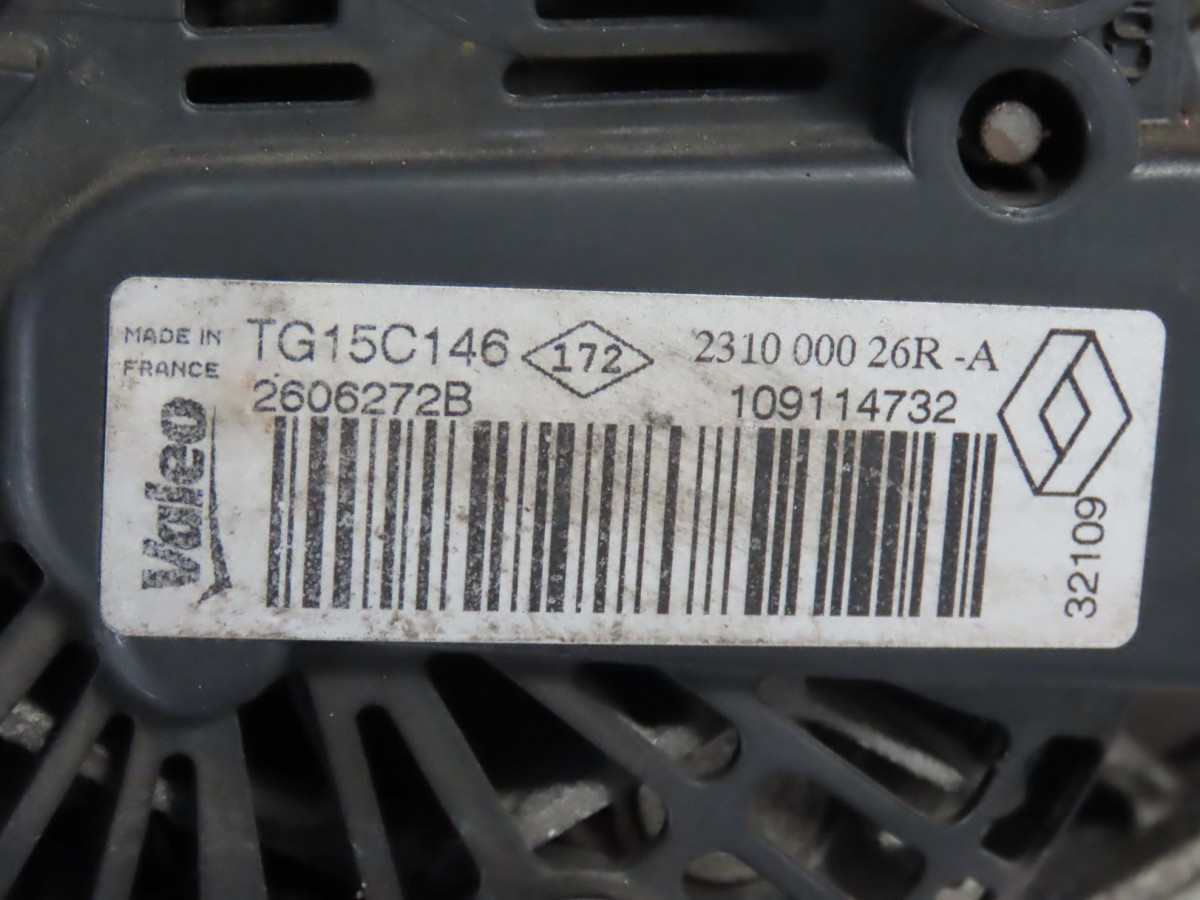 MADE IN
FRANCE
TG15C146
172
2310 000 26R -A
2606272B
109114732
Valeo
32109